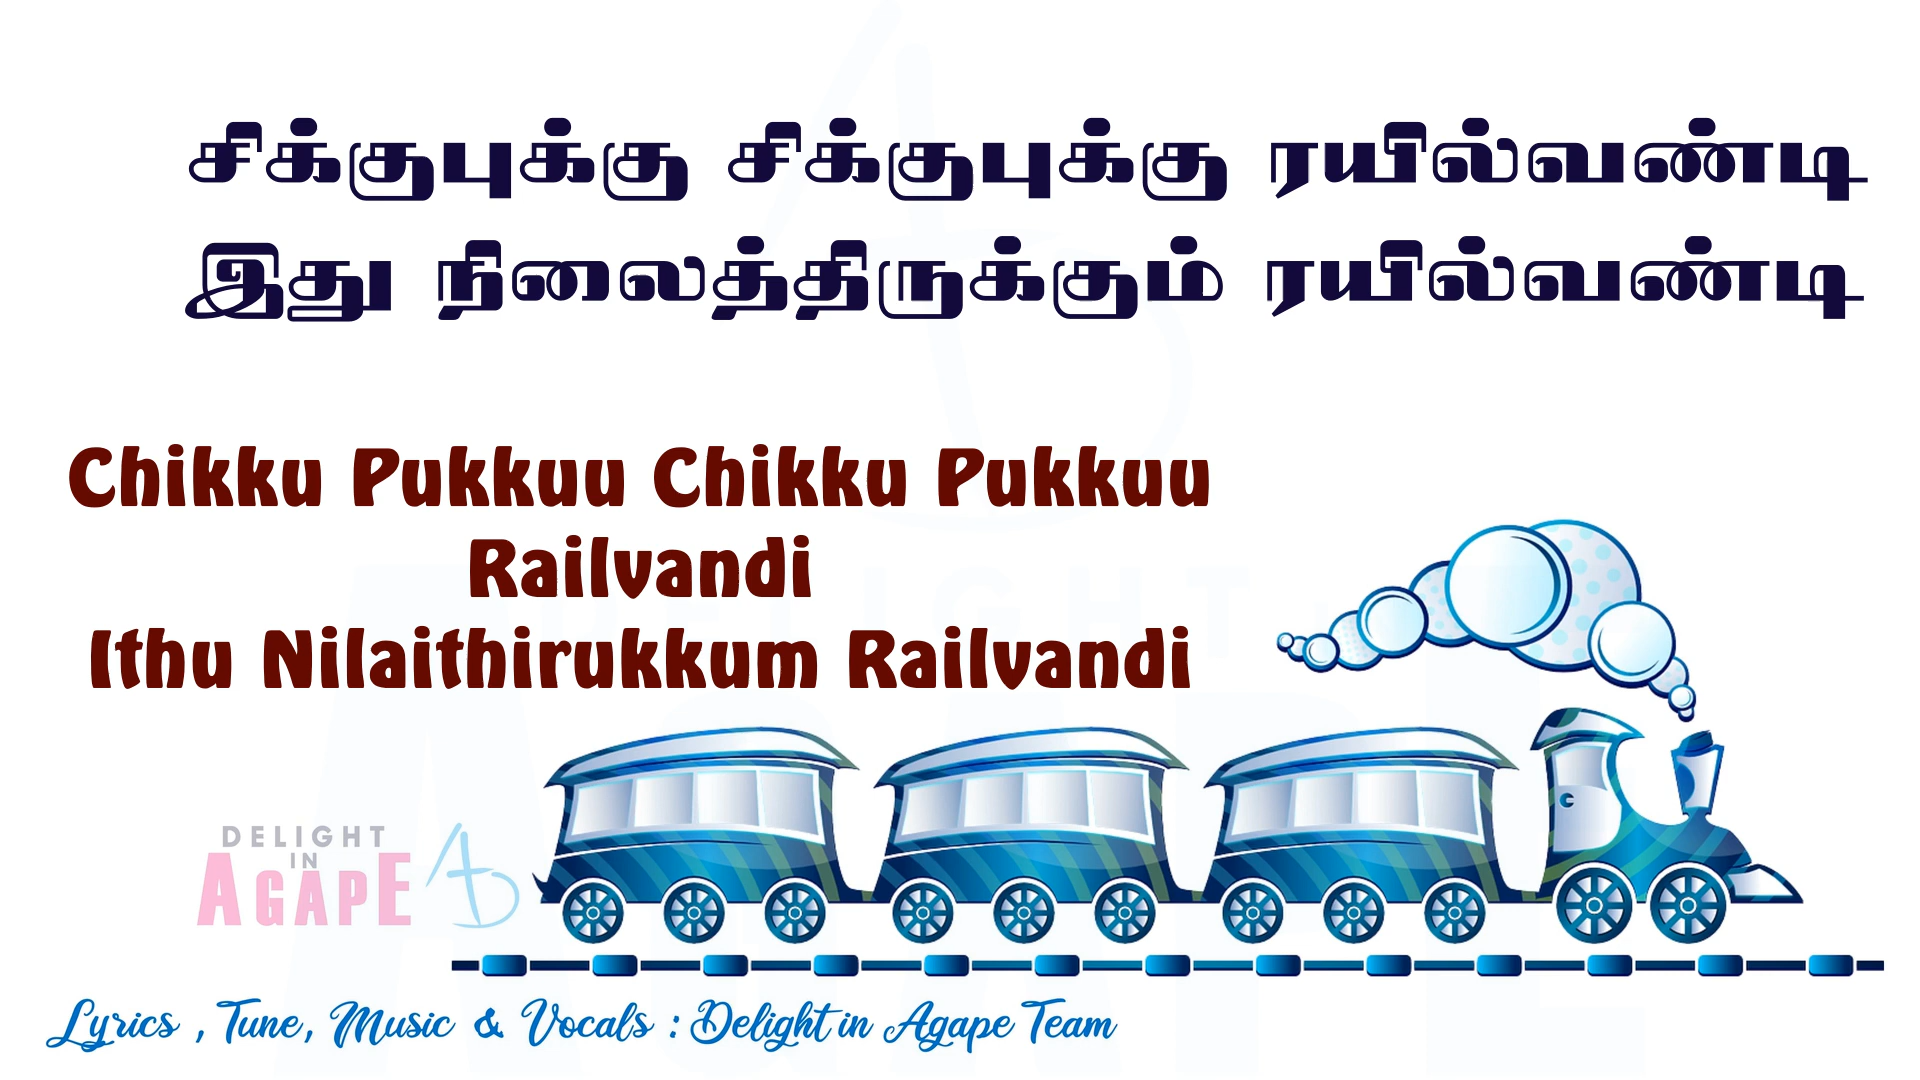 சிக்குபுக்கு சிக்குபுக்கு ரயில்வண்டி
இது நிலைத்திருக்கும் ரயில்வண்டி
Chikku Pukkuu Chikku Pukkuu
Railvandi
Ithu Nilaithirukkum Railvandi
DELIGHT
IN
AGAPE
Lyrics , Tune, Music & Vocals : Delight in Agape Team